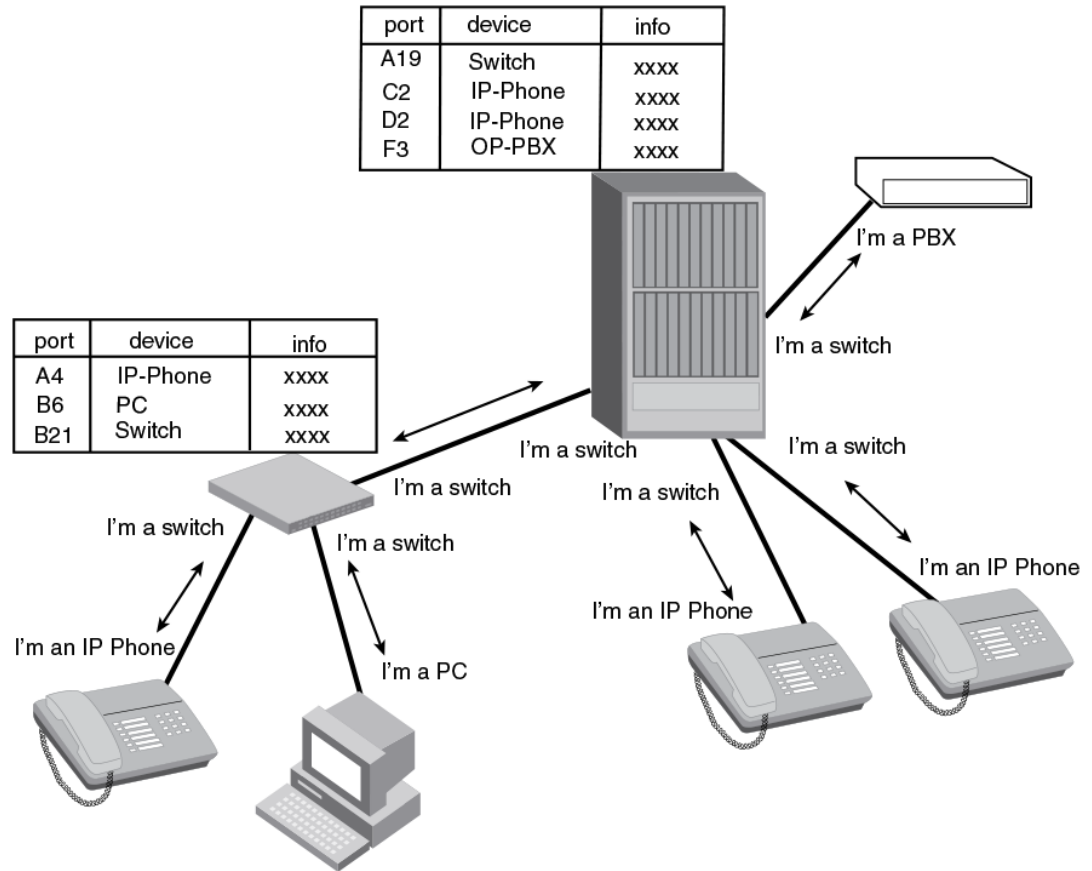 port device info
A19 Switch xxxx
C2 IP-Phone xxxx
D2 IP-Phone xxxx
F3 OP-PBX xxxx
I'm a PBX
I'm a switch
port device info
A4 IP-Phone xxxx
B6 PC xxxx
B21 Switch xxxx
I'm a switch
I'm a switch
I'm a switch
I'm a switch
I'm a switch
I'm a switch
I'm an IP Phone
I'm an IP Phone
I'm an IP Phone
I'm a PC